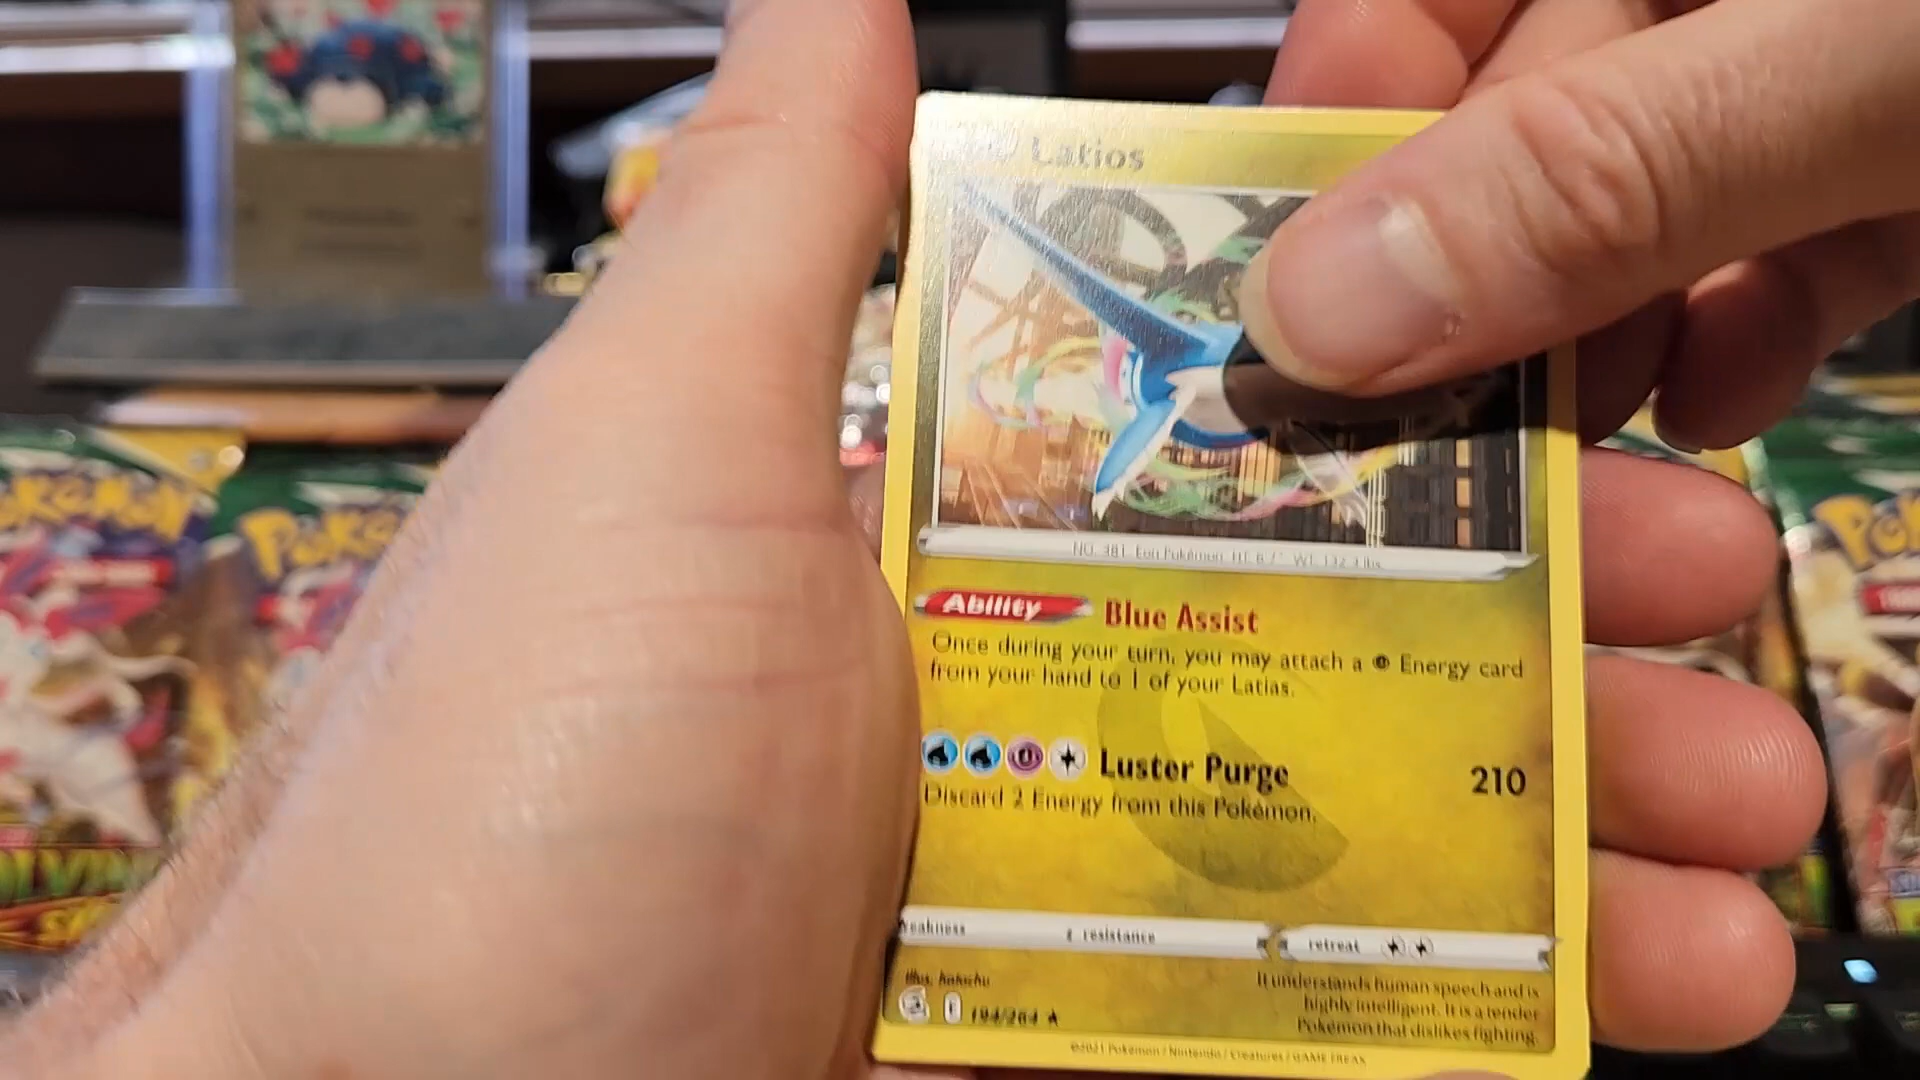 Latios
NO. 381 Eon Pokémon HT: 6'7" WT: 132.3 lbs.
Ability Blue Assist
Once during your turn, you may attach a Energy card
from your hand to 1 of your Latias.
Luster Purge 210
Discard 2 Energy from this Pokémon.
weakness resistance retreat
Illus. hakuchu
It understands human speech and is
highly intelligent. It is a tender
Pokémon that dislikes fighting.
E 194/264 ★
©2021 Pokémon / Nintendo / Creatures / GAME FREAK
POKéMON
POKéMON